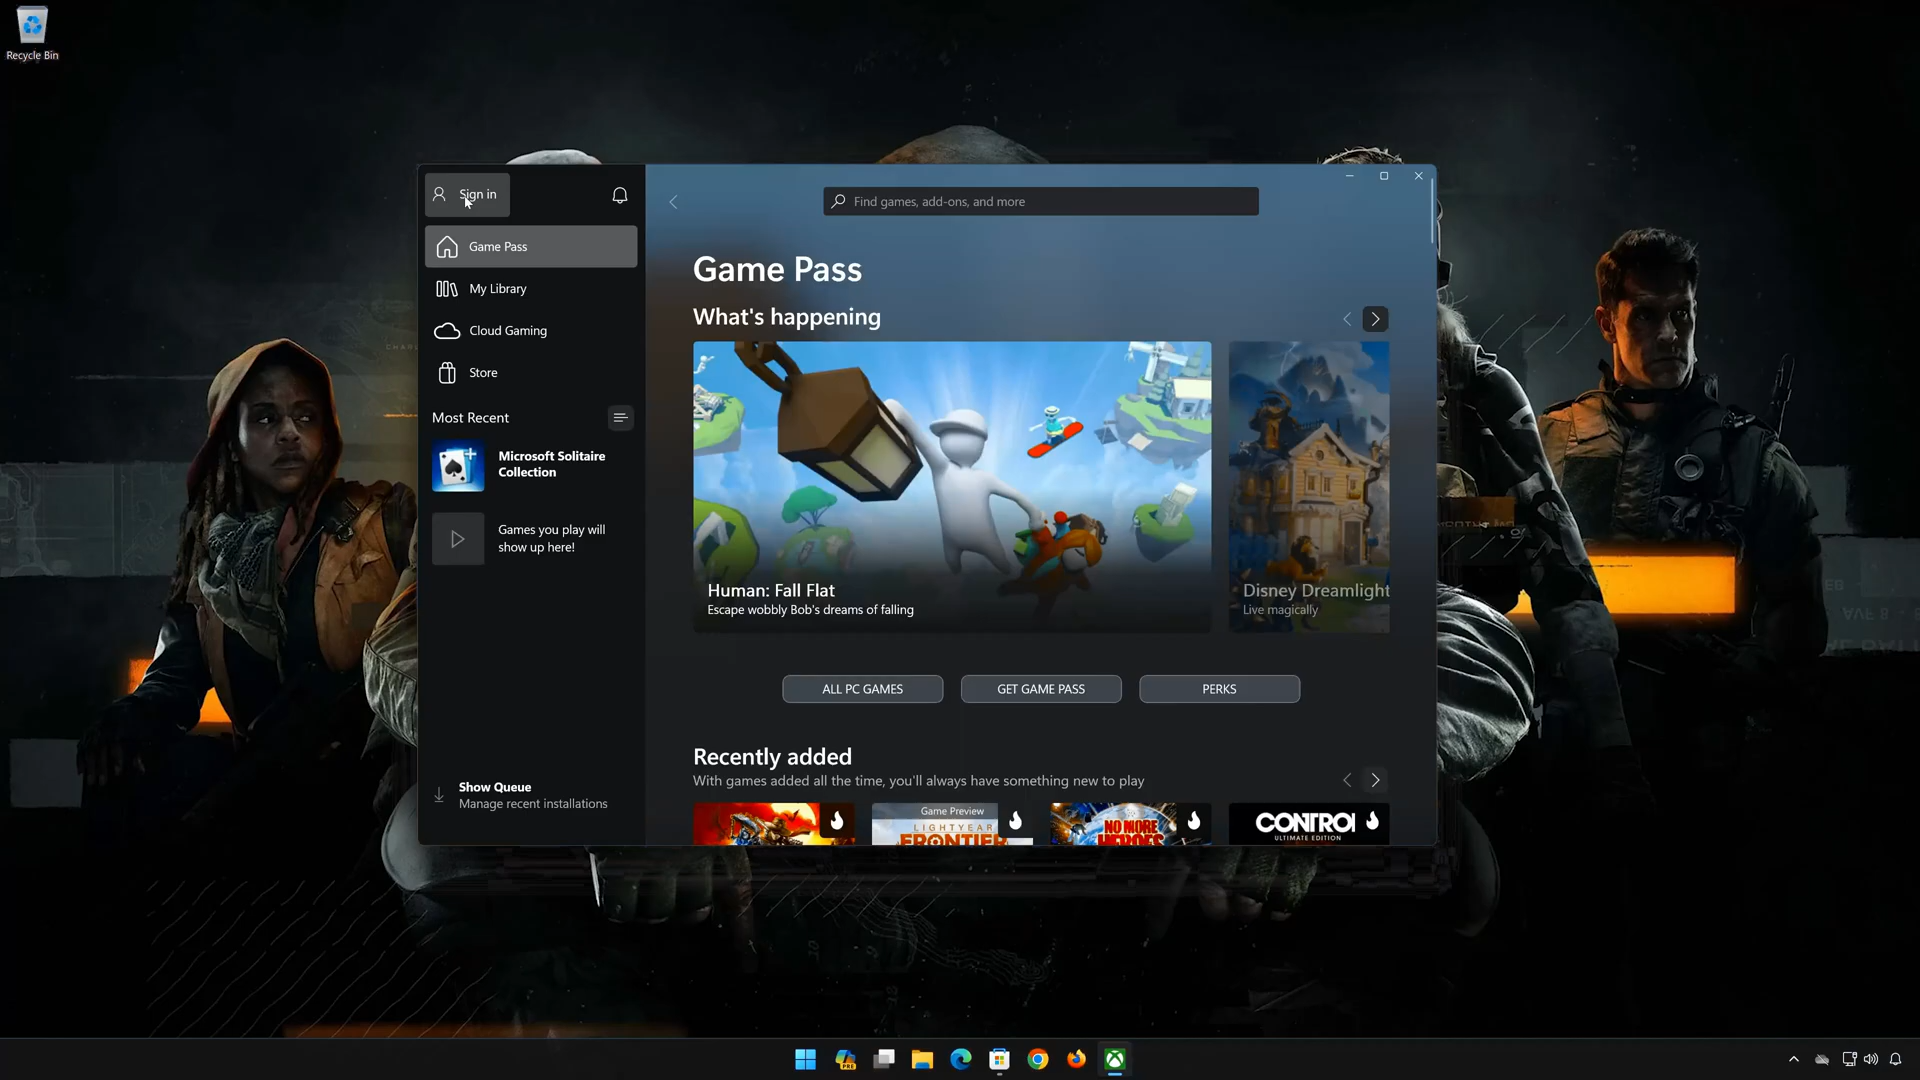 Recycle Bin
Sign in
Find games, add-ons, and more
Game Pass
My Library
Cloud Gaming
Store
Most Recent
Microsoft Solitaire
Collection
Games you play will
show up here!
Show Queue
Manage recent installations
Game Pass
What's happening
Human: Fall Flat
Escape wobbly Bob's dreams of falling
Disney Dreamlight
Live magically
ALL PC GAMES
GET GAME PASS
PERKS
Recently added
With games added all the time, you'll always have something new to play
Game Preview
LIGHTYEAR
FRONTIER
NO MORE
HEROES
CONTROL
ULTIMATE EDITION
PRE